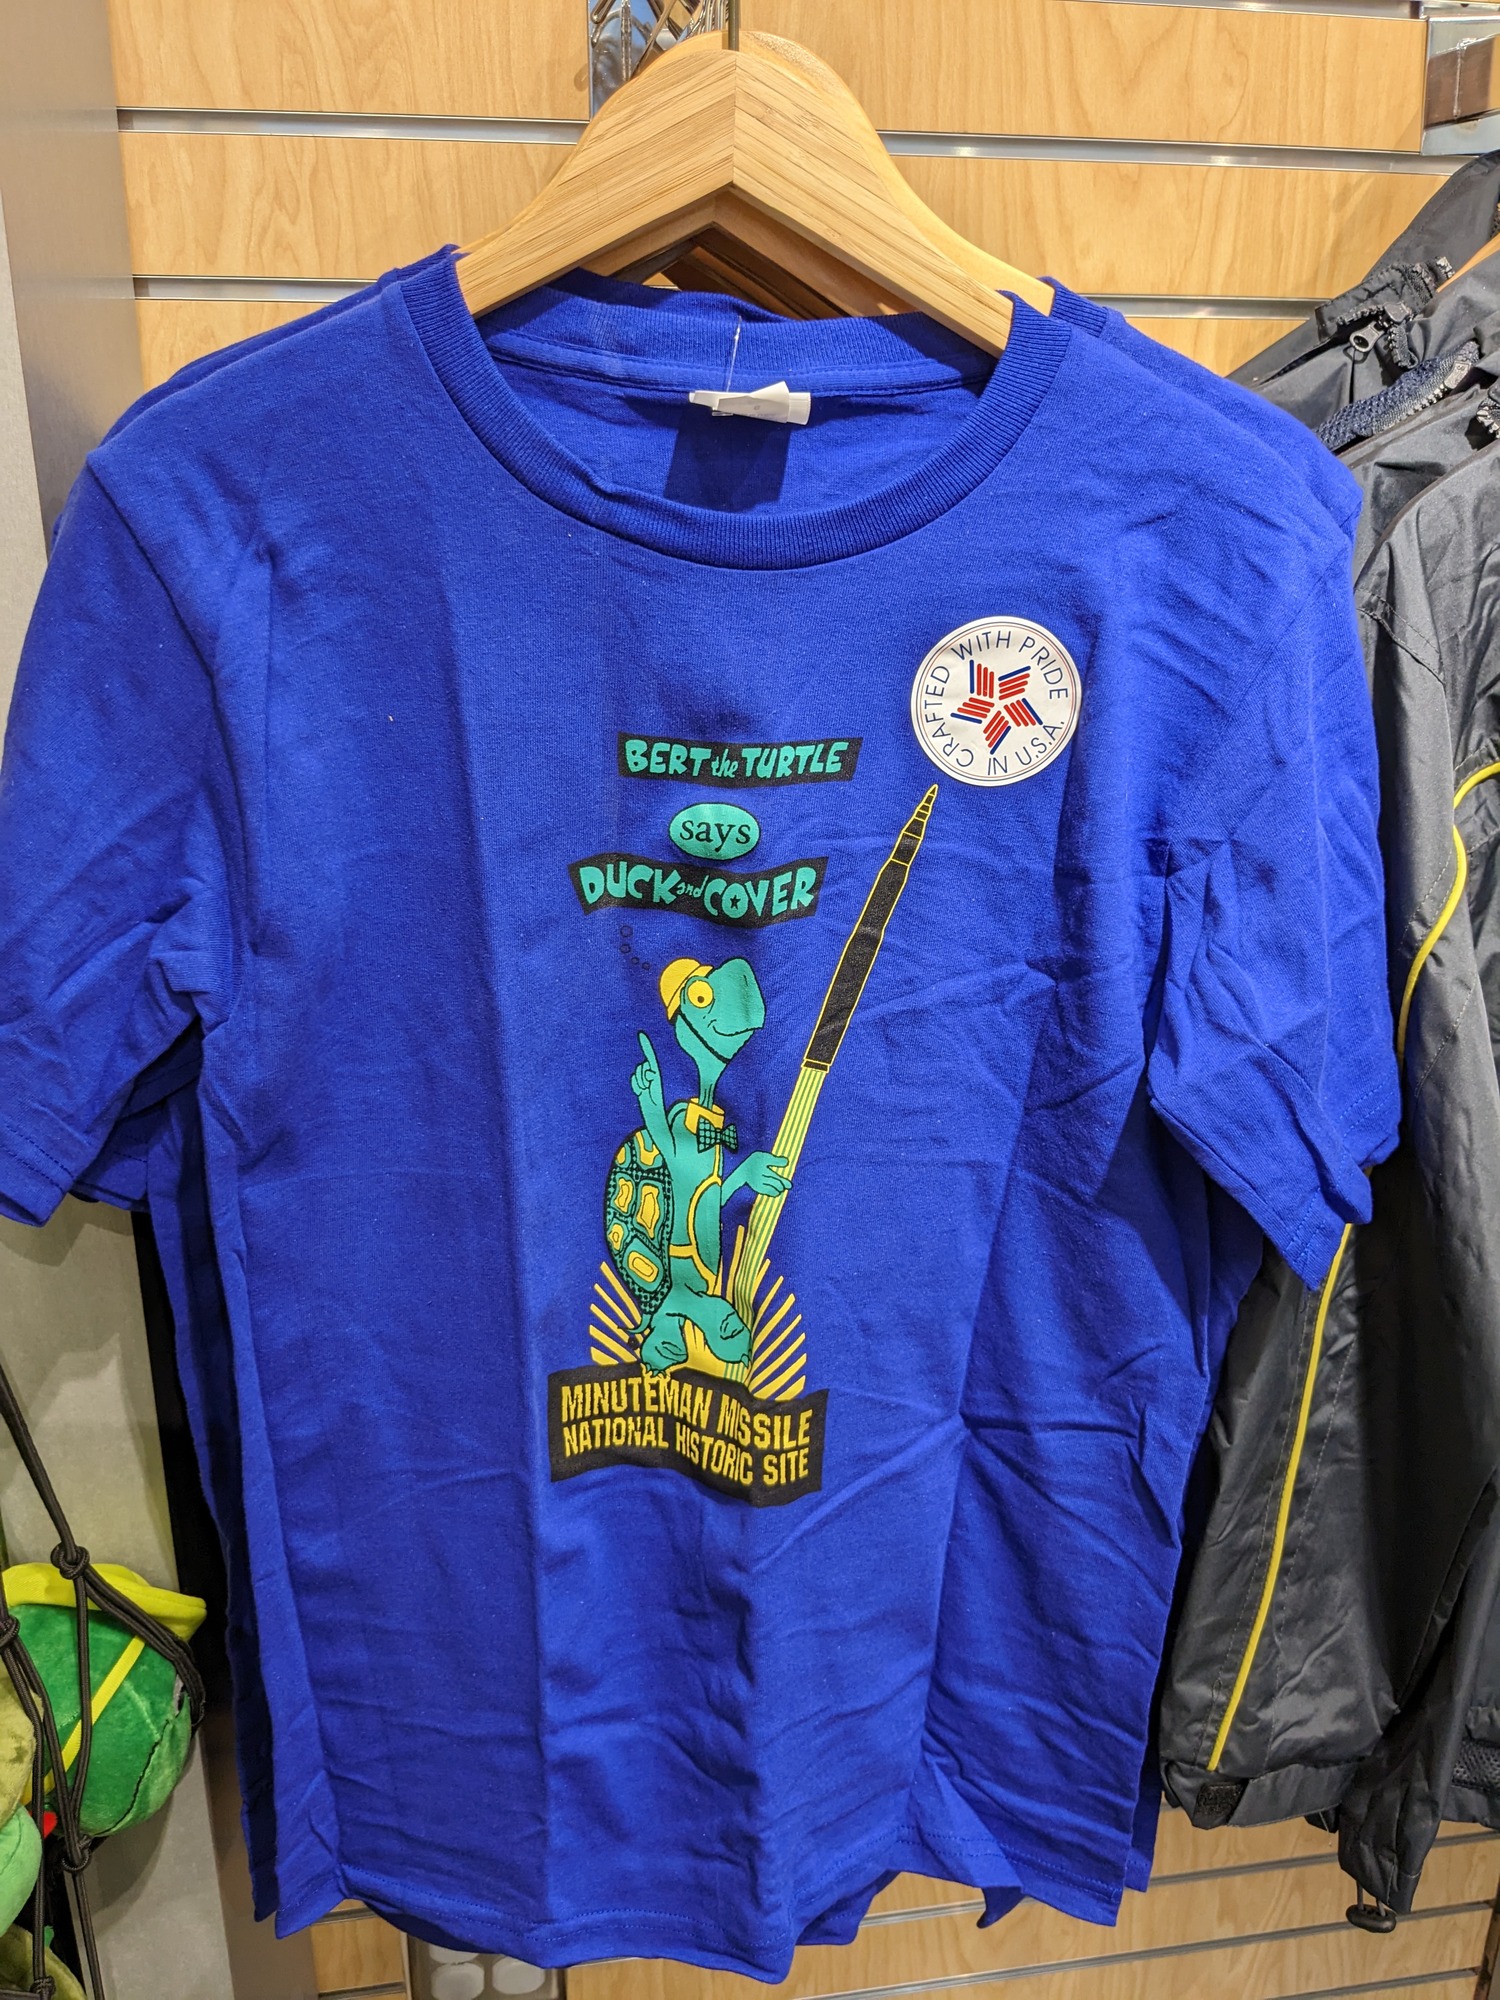 CRAFTED WITH PRIDE
IN U.S.A.
BERT the TURTLE
says
DUCK and COVER
MINUTEMAN MISSILE
NATIONAL HISTORIC SITE